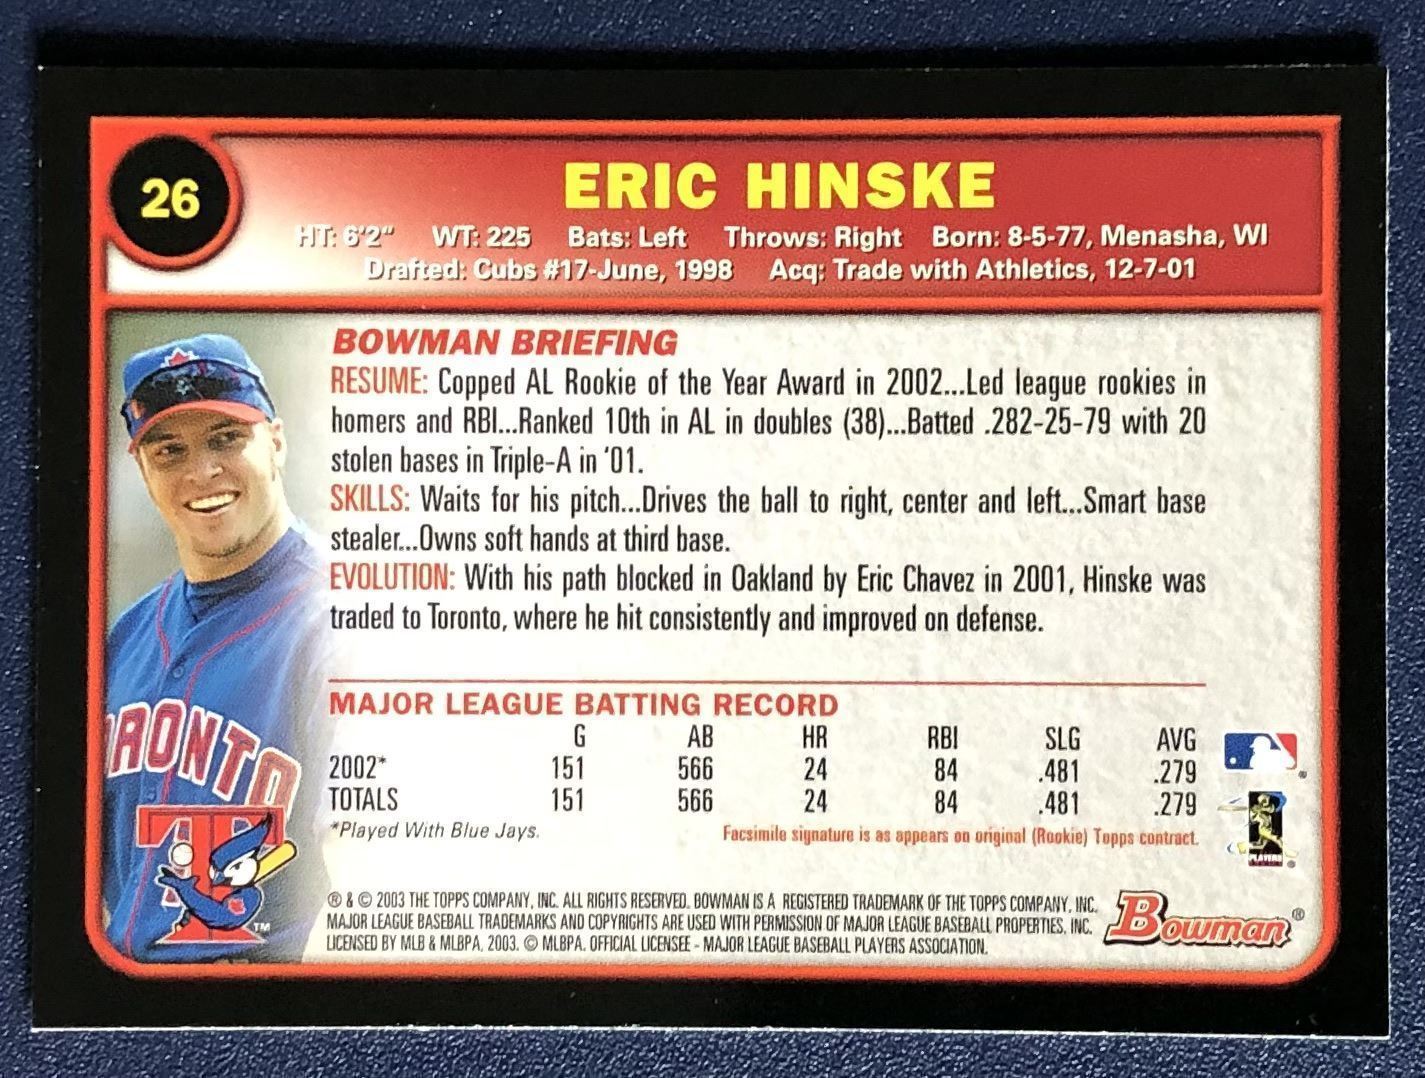 26
ERIC HINSKE
HT: 6'2" WT: 225 Bats: Left Throws: Right Born: 8-5-77, Menasha, WI
Drafted: Cubs #17-June, 1998 Acq: Trade with Athletics, 12-7-01
BOWMAN BRIEFING
RESUME: Copped AL Rookie of the Year Award in 2002...Led league rookies in
homers and RBI...Ranked 10th in AL in doubles (38)...Batted .282-25-79 with 20
stolen bases in Triple-A in '01.
SKILLS: Waits for his pitch...Drives the ball to right, center and left...Smart base
stealer...Owns soft hands at third base.
EVOLUTION: With his path blocked in Oakland by Eric Chavez in 2001, Hinske was
traded to Toronto, where he hit consistently and improved on defense.
RONTO
T
TM
MAJOR LEAGUE BATTING RECORD
G AB HR RBI SLG AVG
2002* 151 566 24 84 .481 .279
TOTALS 151 566 24 84 .481 .279
*Played With Blue Jays.
Facsimile signature is as appears on original (Rookie) Topps contract.
PLAYERS
® & © 2003 THE TOPPS COMPANY, INC. ALL RIGHTS RESERVED. BOWMAN IS A REGISTERED TRADEMARK OF THE TOPPS COMPANY, INC.
MAJOR LEAGUE BASEBALL TRADEMARKS AND COPYRIGHTS ARE USED WITH PERMISSION OF MAJOR LEAGUE BASEBALL PROPERTIES, INC.
LICENSED BY MLB & MLBPA, 2003. © MLBPA. OFFICIAL LICENSEE - MAJOR LEAGUE BASEBALL PLAYERS ASSOCIATION.
Bowman®